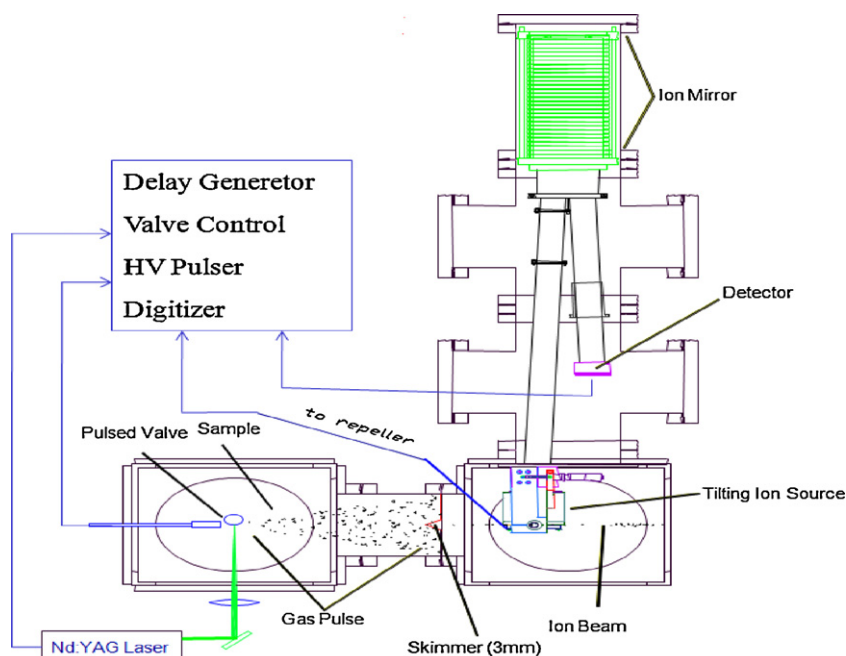 Ion Mirror
Delay Generetor
Valve Control
HV Pulser
Digitizer
Detector
to repeller
Pulsed Valve
Sample
Tilting Ion Source
Gas Pulse
Ion Beam
Skimmer (3mm)
Nd:YAG Laser